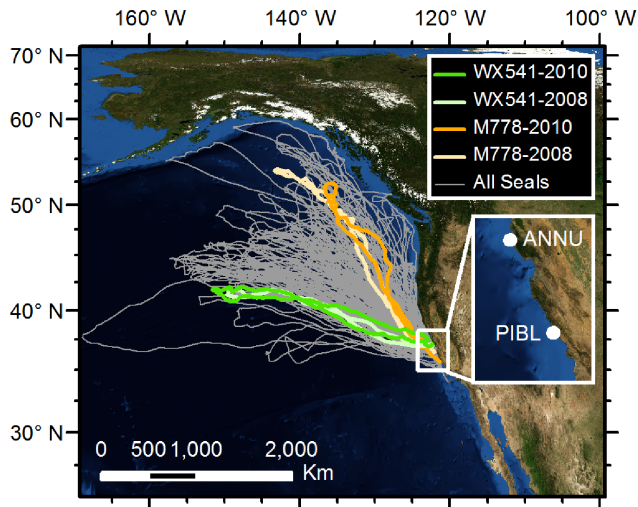 160° W 140° W 120° W 100° W
70° N
60° N
50° N
40° N
30° N
WX541-2010
WX541-2008
M778-2010
M778-2008
All Seals
ANNU
PIBL
0 500 1,000 2,000
Km